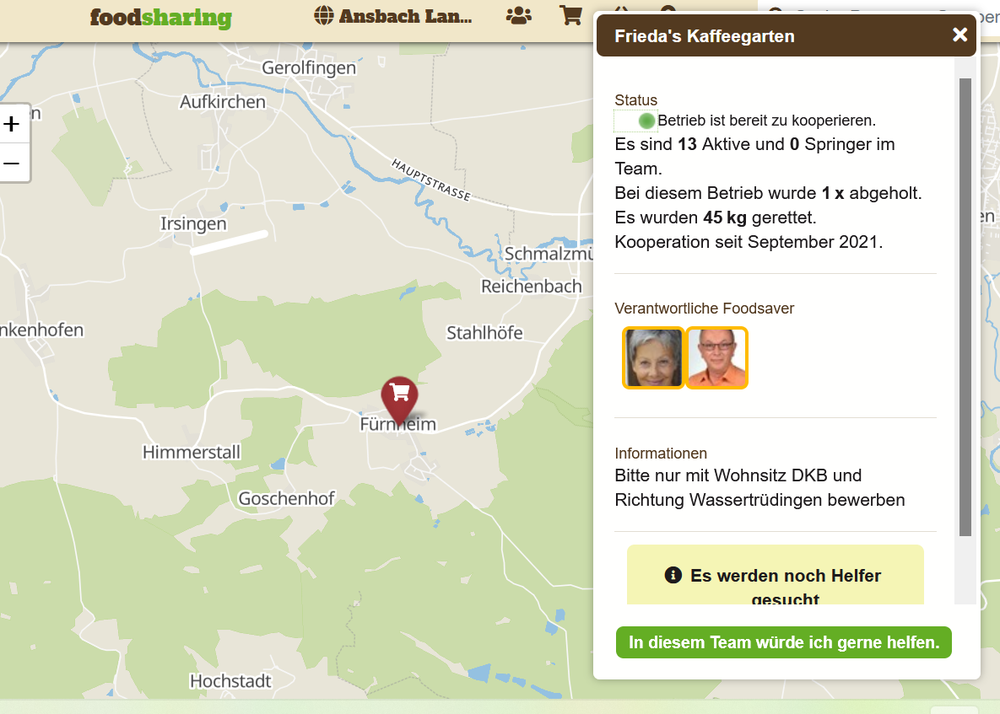 foodsharing
Ansbach Lan...
Gerolfingen
Aufkirchen
+
−
HAUPTSTRASSE
Irsingen
Schmalzmü
Reichenbach
nkenhofen
Stahlhöfe
Fürnheim
Himmerstall
Goschenhof
Hochstadt
Frieda's Kaffeegarten
Status
Betrieb ist bereit zu kooperieren.
Es sind 13 Aktive und 0 Springer im
Team.
Bei diesem Betrieb wurde 1 x abgeholt.
Es wurden 45 kg gerettet.
Kooperation seit September 2021.
Verantwortliche Foodsaver
Informationen
Bitte nur mit Wohnsitz DKB und
Richtung Wassertrüdingen bewerben
Es werden noch Helfer
gesucht
In diesem Team würde ich gerne helfen.